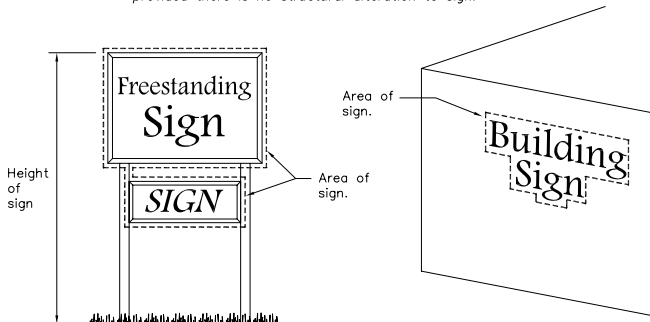 provided there is no structural alteration to sign.
Freestanding
Sign
SIGN
Height
of
sign
Area of
sign.
Area of
sign.
Building
Sign